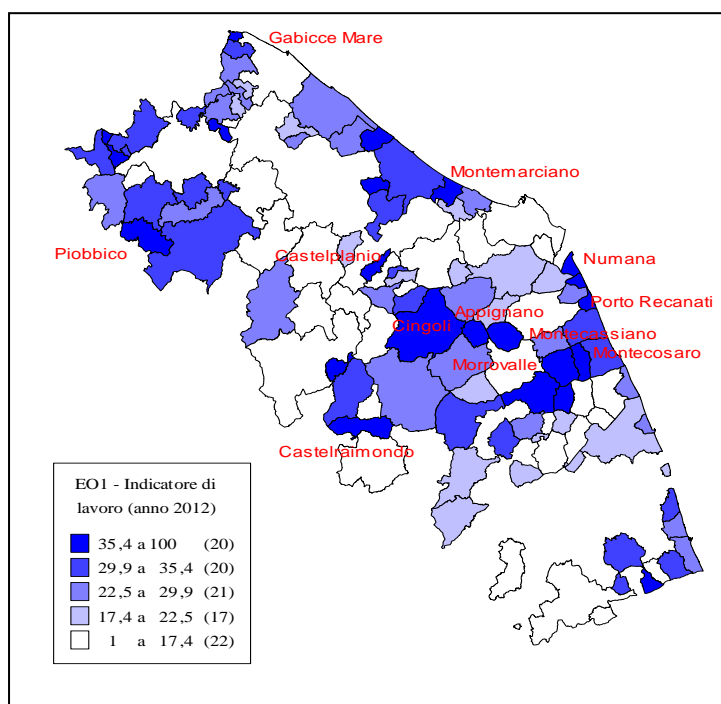 Gabicce Mare
Montemarciano
Piobbico
Castelplanio
Numana
Porto Recanati
Appignano
Cingoli
Montecassiano
Morrovalle
Montecosaro
Castelraimondo
EO1 - Indicatore di
lavoro (anno 2012)
35,4 a 100 (20)
29,9 a 35,4 (20)
22,5 a 29,9 (21)
17,4 a 22,5 (17)
1 a 17,4 (22)